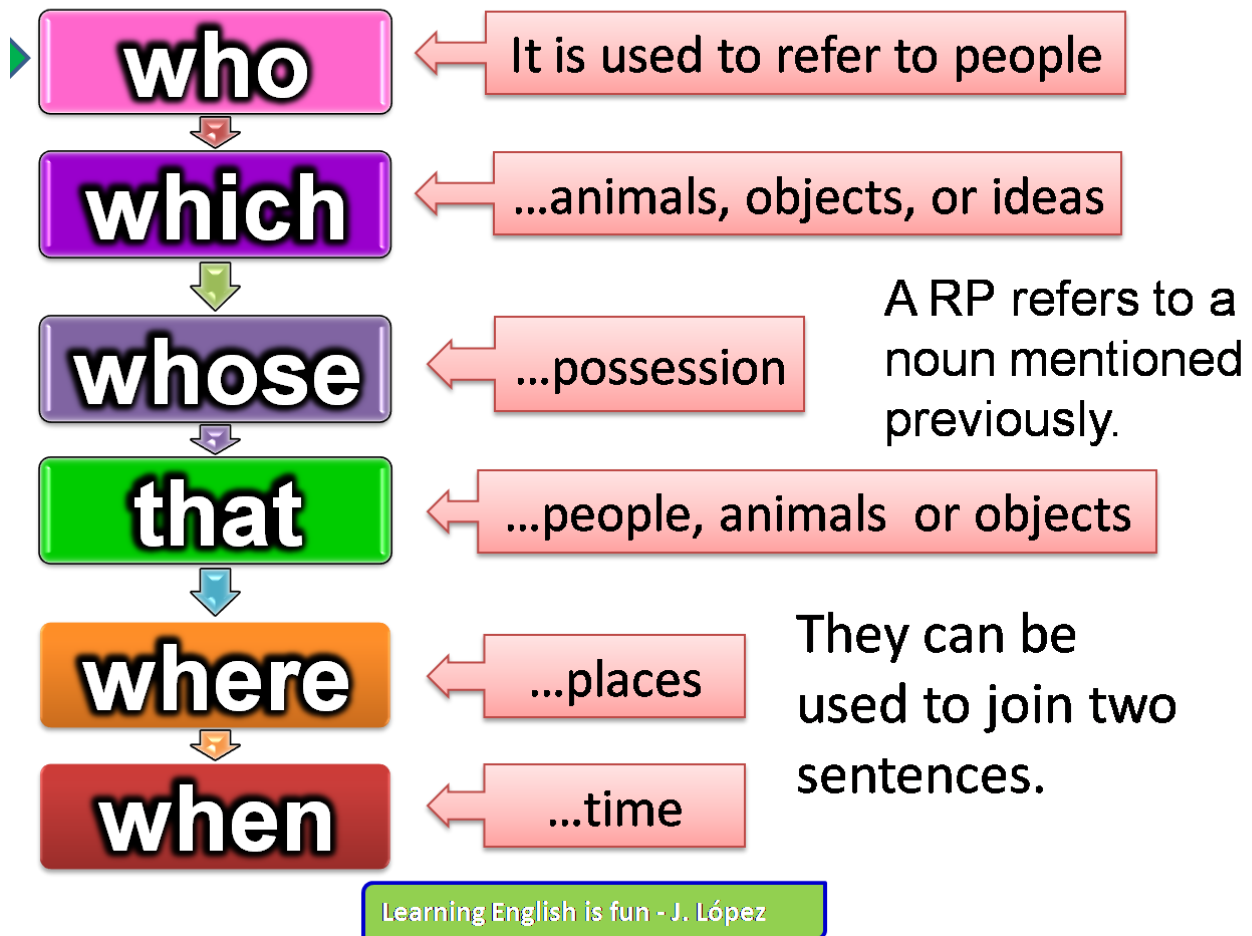 who
It is used to refer to people
which
...animals, objects, or ideas
whose
...possession
A RP refers to a
noun mentioned
previously.
that
...people, animals or objects
where
...places
They can be
used to join two
sentences.
when
...time
Learning English is fun - J. López